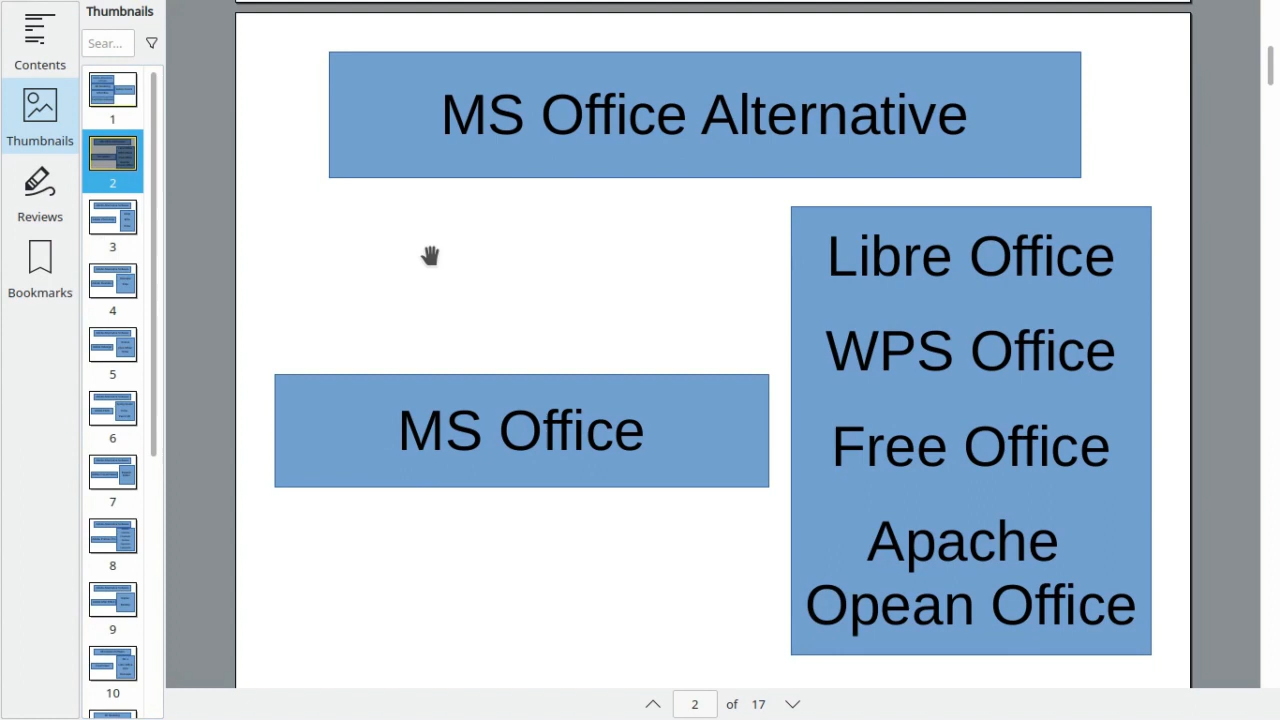 Thumbnails
Sear...
Contents
Thumbnails
Reviews
Bookmarks
1
2
3
4
5
6
7
8
9
10
MS Office Alternative
MS Office
Libre Office
WPS Office
Free Office
Apache
Opean Office
2 of 17